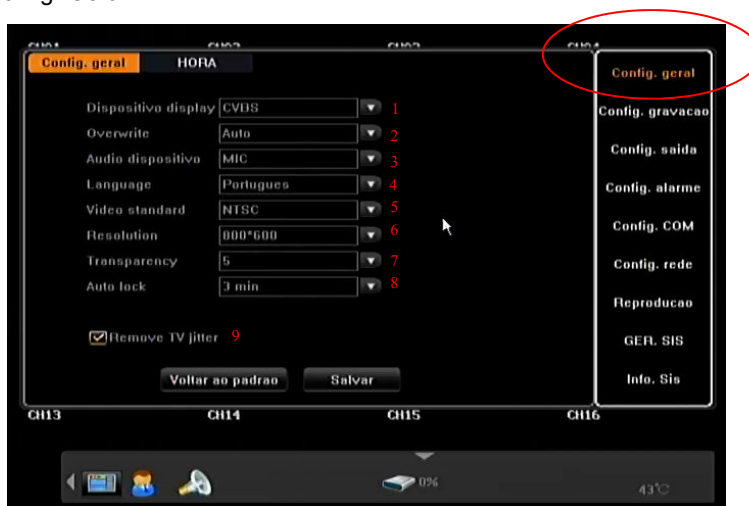 Config. geral HORA
Dispositivo display CVBS 1
Overwrite Auto 2
Audio dispositivo MIC 3
Language Portugues 4
Video standard NTSC 5
Resolution 800*600 6
Transparency 5 7
Auto lock 3 min 8
Remove TV jitter 9
Voltar ao padrao Salvar
Config. geral
Config. gravacao
Config. saida
Config. alarme
Config. COM
Config. rede
Reproducao
GER. SIS
Info. Sis
CH13 CH14 CH15 CH16
0%
43°C